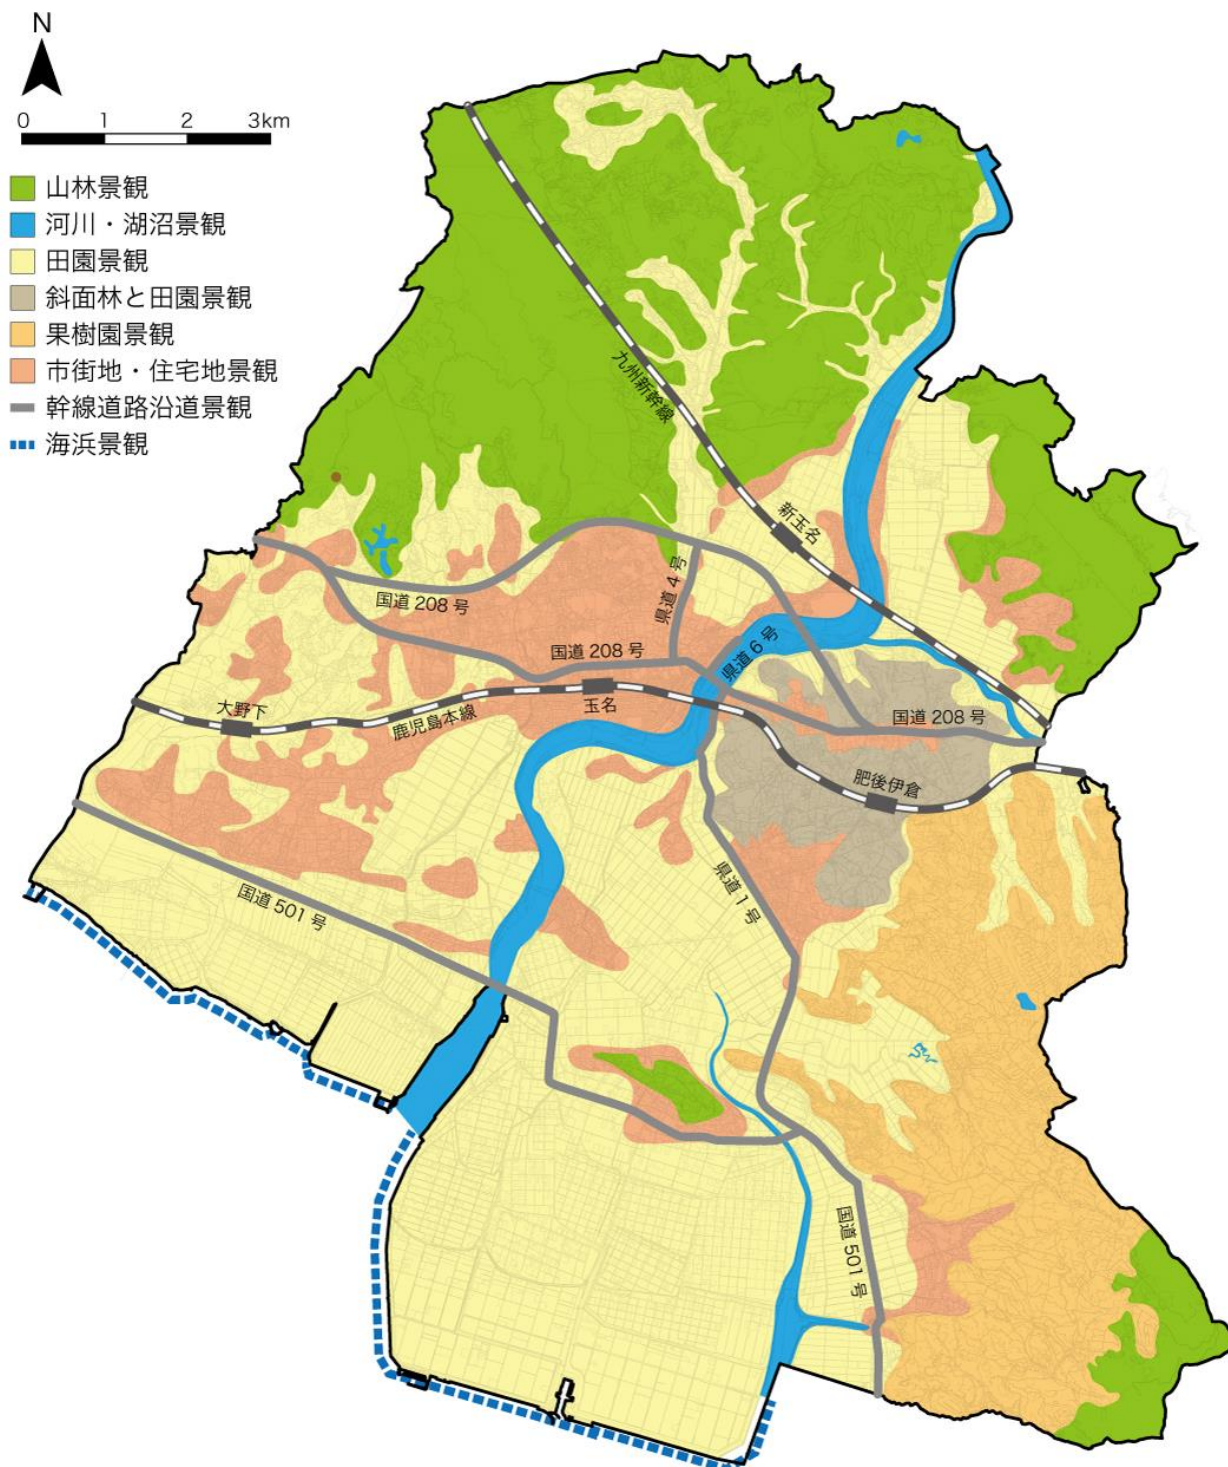 N
0 1 2 3km
山林景観
河川・湖沼景観
田園景観
斜面林と田園景観
果樹園景観
市街地・住宅地景観
幹線道路沿道景観
海浜景観
九州新幹線
新玉名
国道 208 号
県道 4 号
国道 208 号
県道 6 号
大野下
鹿児島本線
玉名
国道 208 号
肥後伊倉
国道 501 号
県道 1 号
国道 501 号